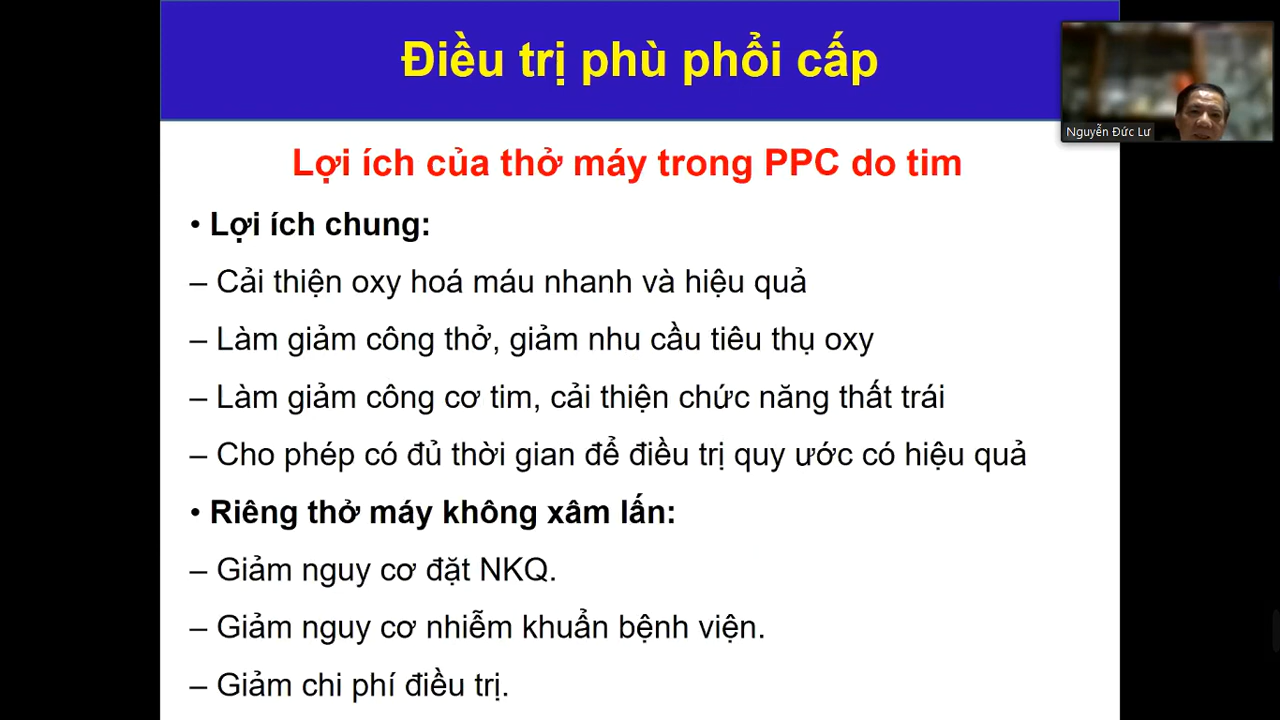 Điều trị phù phổi cấp
Nguyễn Đức Lư
Lợi ích của thở máy trong PPC do tim
• Lợi ích chung:
– Cải thiện oxy hoá máu nhanh và hiệu quả
– Làm giảm công thở, giảm nhu cầu tiêu thụ oxy
– Làm giảm công cơ tim, cải thiện chức năng thất trái
– Cho phép có đủ thời gian để điều trị quy ước có hiệu quả
• Riêng thở máy không xâm lấn:
– Giảm nguy cơ đặt NKQ.
– Giảm nguy cơ nhiễm khuẩn bệnh viện.
– Giảm chi phí điều trị.